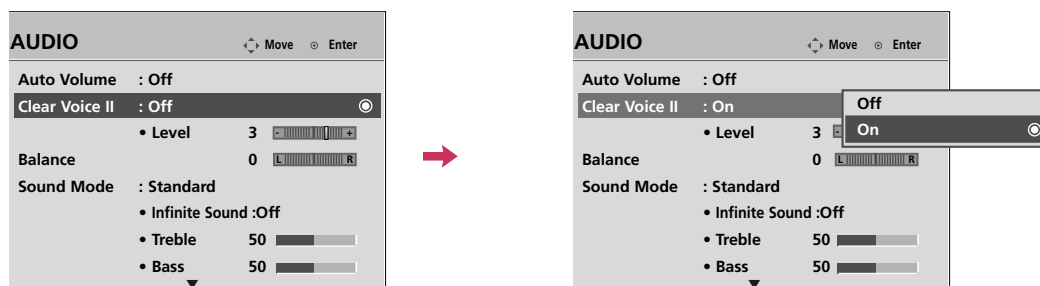 AUDIO Move Enter
Auto Volume : Off
Clear Voice II : Off
• Level 3 - +
Balance 0 L R
Sound Mode : Standard
• Infinite Sound :Off
• Treble 50
• Bass 50
AUDIO Move Enter
Auto Volume : Off
Clear Voice II : On
• Level 3 -
Balance 0 L R
Sound Mode : Standard
• Infinite Sound :Off
• Treble 50
• Bass 50
Off
On